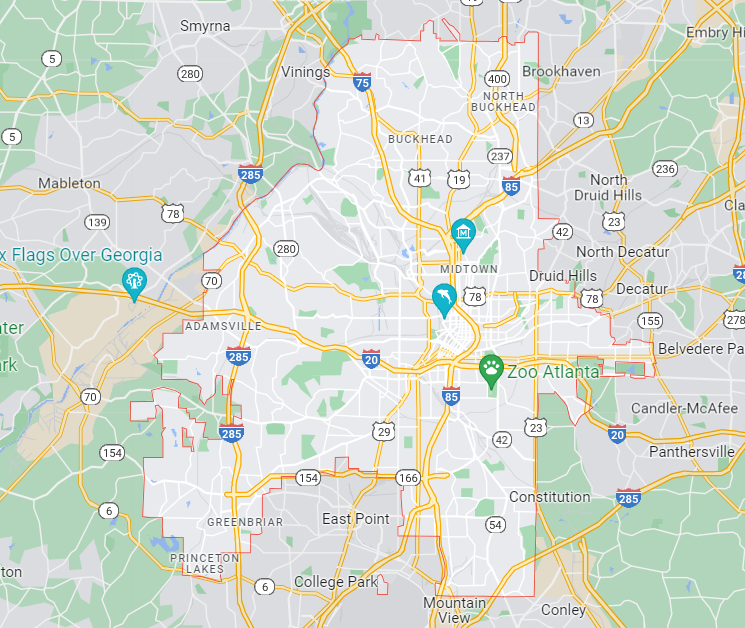 Smyrna
Embry Hi
5
280
Vinings
75
400
Brookhaven
NORTH
BUCKHEAD
13
5
BUCKHEAD
237
236
285
41
19
85
Mableton
North
Druid Hills
78
139
23
42
280
North Decatur
x Flags Over Georgia
MIDTOWN
Druid Hills
70
78
78
Decatur
ADAMSVILLE
155
278
ater
Belvedere Pa
285
20
ark
Zoo Atlanta
70
85
Candler-McAfee
285
29
23
20
42
154
Panthersville
154
166
285
Constitution
6
GREENBRIAR
East Point
54
PRINCETON
LAKES
ton
6
College Park
Mountain
View
Conley